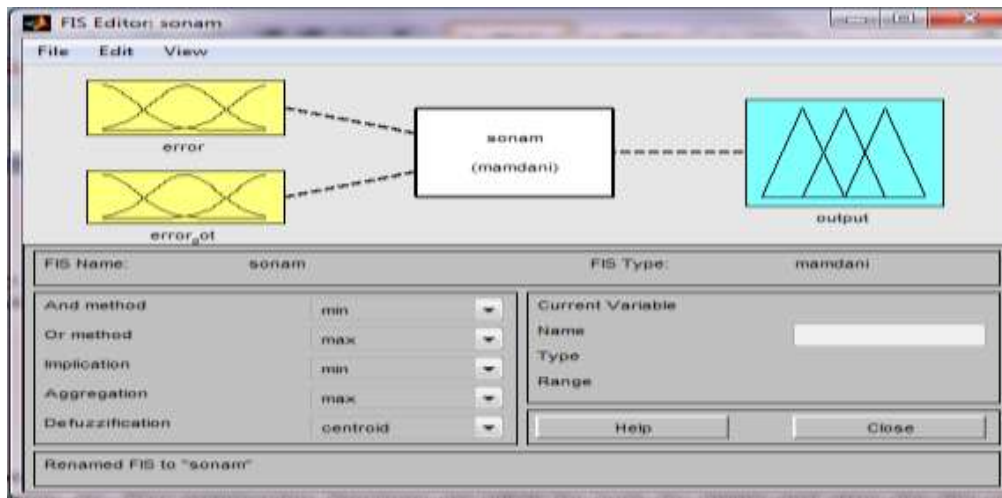 FIS Editor: sonam
File Edit View
error
sonam
(mamdani)
error_dot
output
FIS Name: sonam FIS Type: mamdani
And method min
Or method max
Implication min
Aggregation max
Defuzzification centroid
Current Variable
Name
Type
Range
Help Close
Renamed FIS to "sonam"